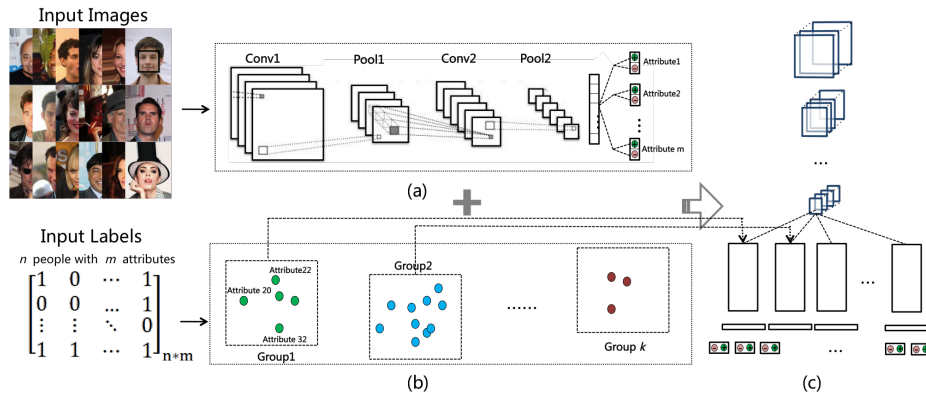 Input Images
Conv1
Pool1
Conv2
Pool2
Attribute1
Attribute2
Attribute m
(a)
Input Labels
n people with m attributes
1 0 ... 1
0 0 ... 1
⋮ ⋮ ⋱ 0
1 1 ... 1
n*m
Attribute22
Attribute 20
Attribute 32
Group1
Group2
......
Group k
(b)
...
...
...
(c)